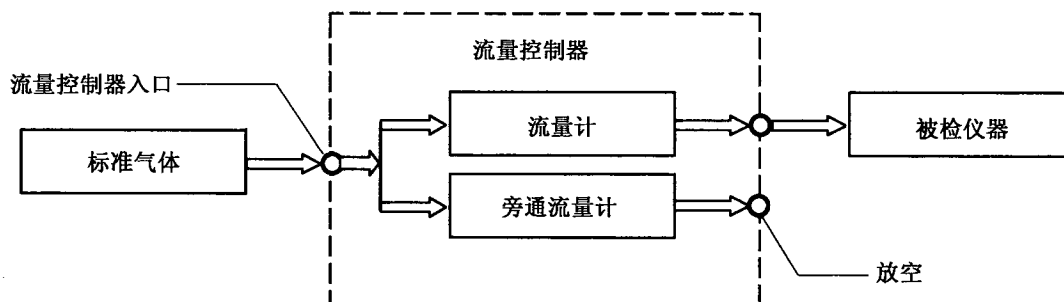 流量控制器
流量控制器入口
流量计
被检仪器
标准气体
旁通流量计
放空